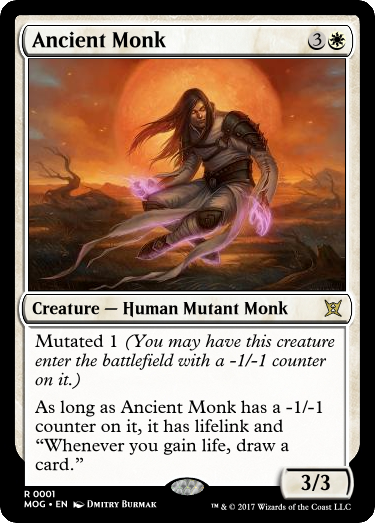 Ancient Monk 3
Creature — Human Mutant Monk
Mutated 1 (You may have this creature
enter the battlefield with a -1/-1 counter
on it.)
As long as Ancient Monk has a -1/-1
counter on it, it has lifelink and
“Whenever you gain life, draw a
card.”
3/3
R 0001
MOG • EN Dmitry Burmak
™ & © 2017 Wizards of the Coast LLC